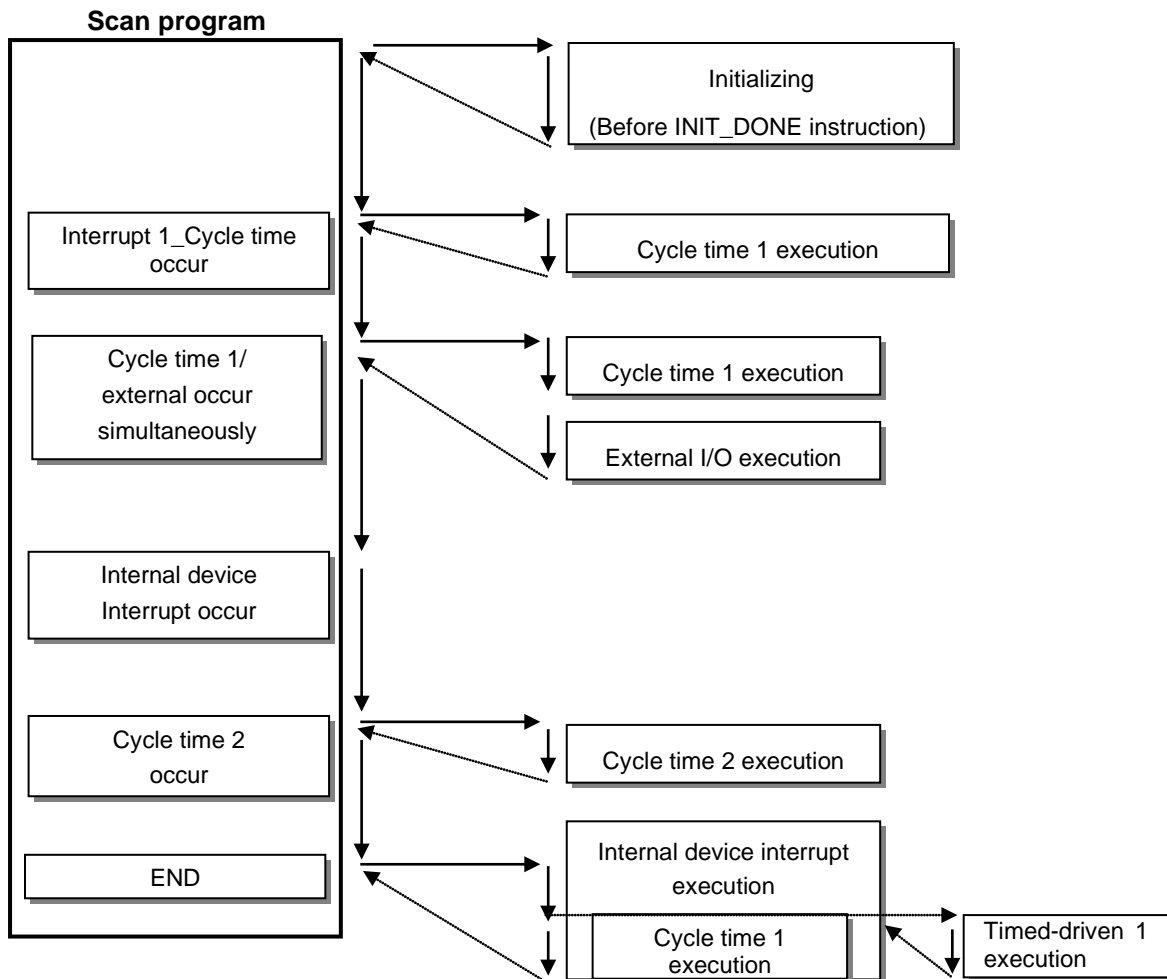 Scan program
Initializing
(Before INIT_DONE instruction)
Interrupt 1_Cycle time
occur
Cycle time 1 execution
Cycle time 1/
external occur
simultaneously
Cycle time 1 execution
External I/O execution
Internal device
Interrupt occur
Cycle time 2
occur
Cycle time 2 execution
END
Internal device interrupt
execution
Cycle time 1
execution
Timed-driven 1
execution